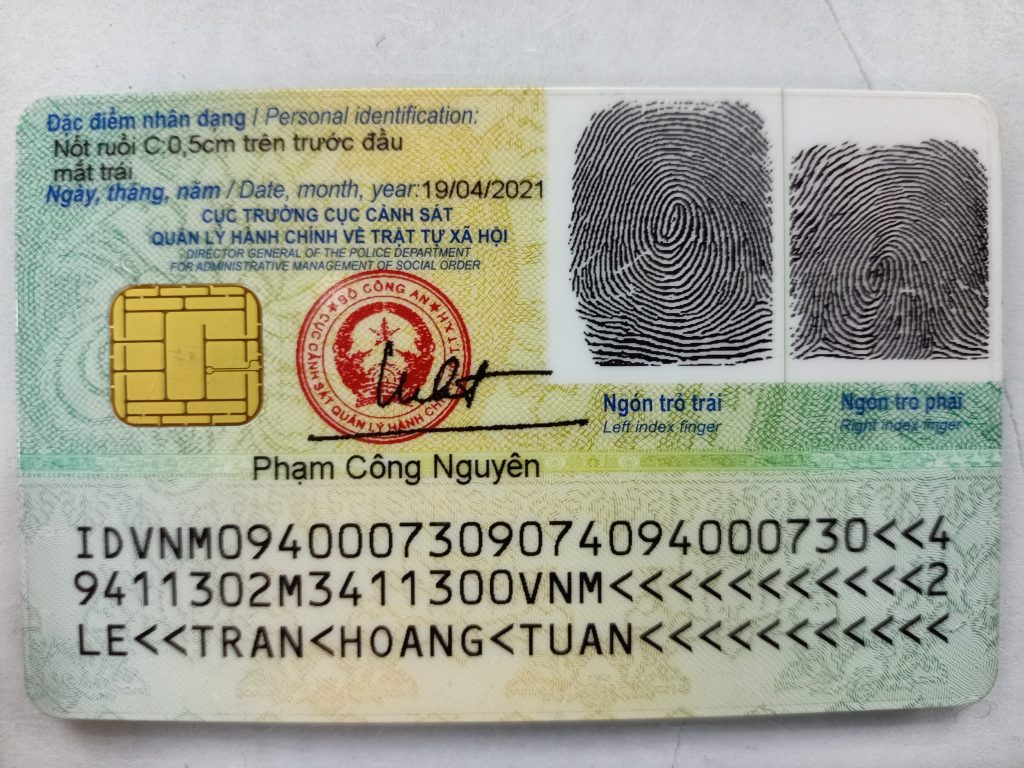 Đặc điểm nhân dạng / Personal identification:
Nốt ruồi C:0,5cm trên trước đầu
mắt trái
Ngày, tháng, năm / Date, month, year:19/04/2021
CỤC TRƯỞNG CỤC CẢNH SÁT
QUẢN LÝ HÀNH CHÍNH VỀ TRẬT TỰ XÃ HỘI
DIRECTOR GENERAL OF THE POLICE DEPARTMENT
FOR ADMINISTRATIVE MANAGEMENT OF SOCIAL ORDER
BỘ CÔNG AN
CỤC CẢNH SÁT QUẢN LÝ HÀNH
Phạm Công Nguyên
Ngón trỏ trái
Left index finger
Ngón trỏ phải
Right index finger
IDVNM0940007309074094000730<<4
9411302M3411300VNM<<<<<<<<<<<2
LE<<TRAN<HOANG<TUAN<<<<<<<<<<<